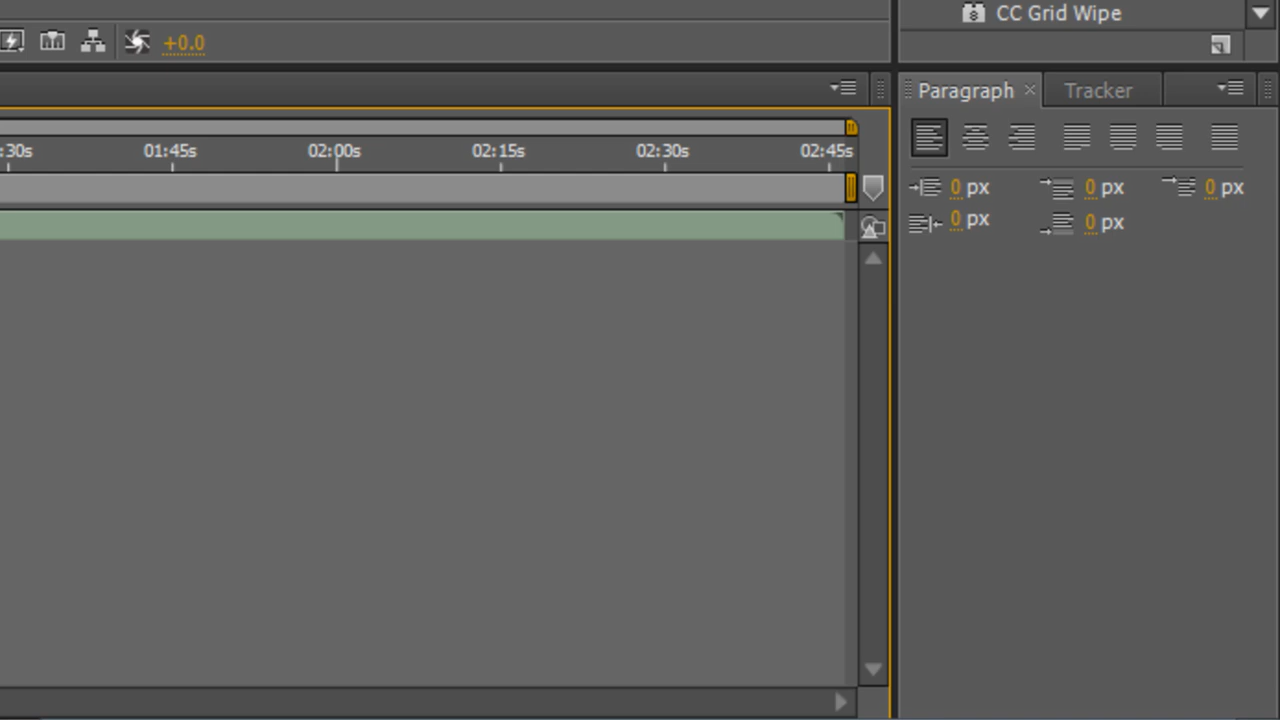 CC Grid Wipe
+0.0
Paragraph Tracker
:30s 01:45s 02:00s 02:15s 02:30s 02:45s
0 px 0 px 0 px
0 px 0 px